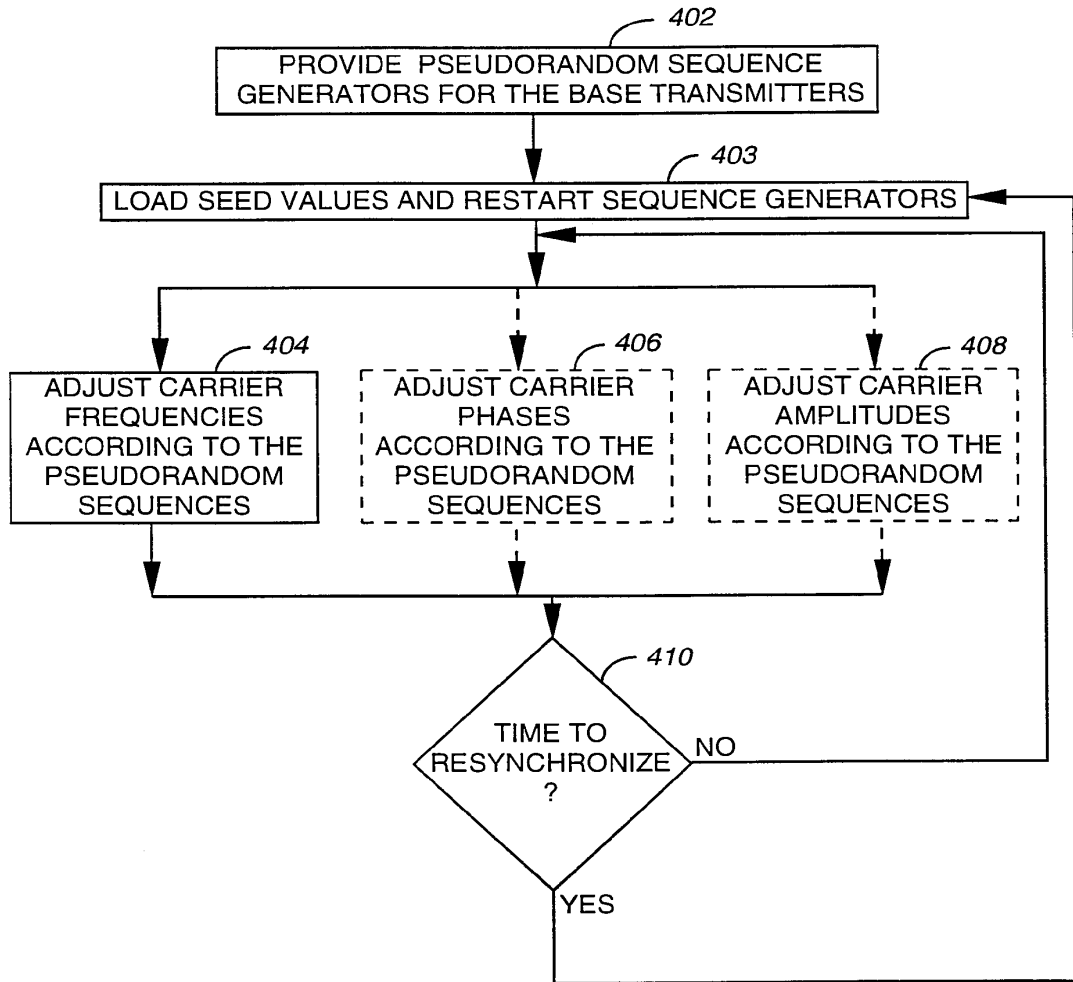 402
PROVIDE PSEUDORANDOM SEQUENCE
GENERATORS FOR THE BASE TRANSMITTERS
403
LOAD SEED VALUES AND RESTART SEQUENCE GENERATORS
404
ADJUST CARRIER
FREQUENCIES
ACCORDING TO THE
PSEUDORANDOM
SEQUENCES
406
ADJUST CARRIER
PHASES
ACCORDING TO THE
PSEUDORANDOM
SEQUENCES
408
ADJUST CARRIER
AMPLITUDES
ACCORDING TO THE
PSEUDORANDOM
SEQUENCES
410
TIME TO
RESYNCHRONIZE
?
NO
YES